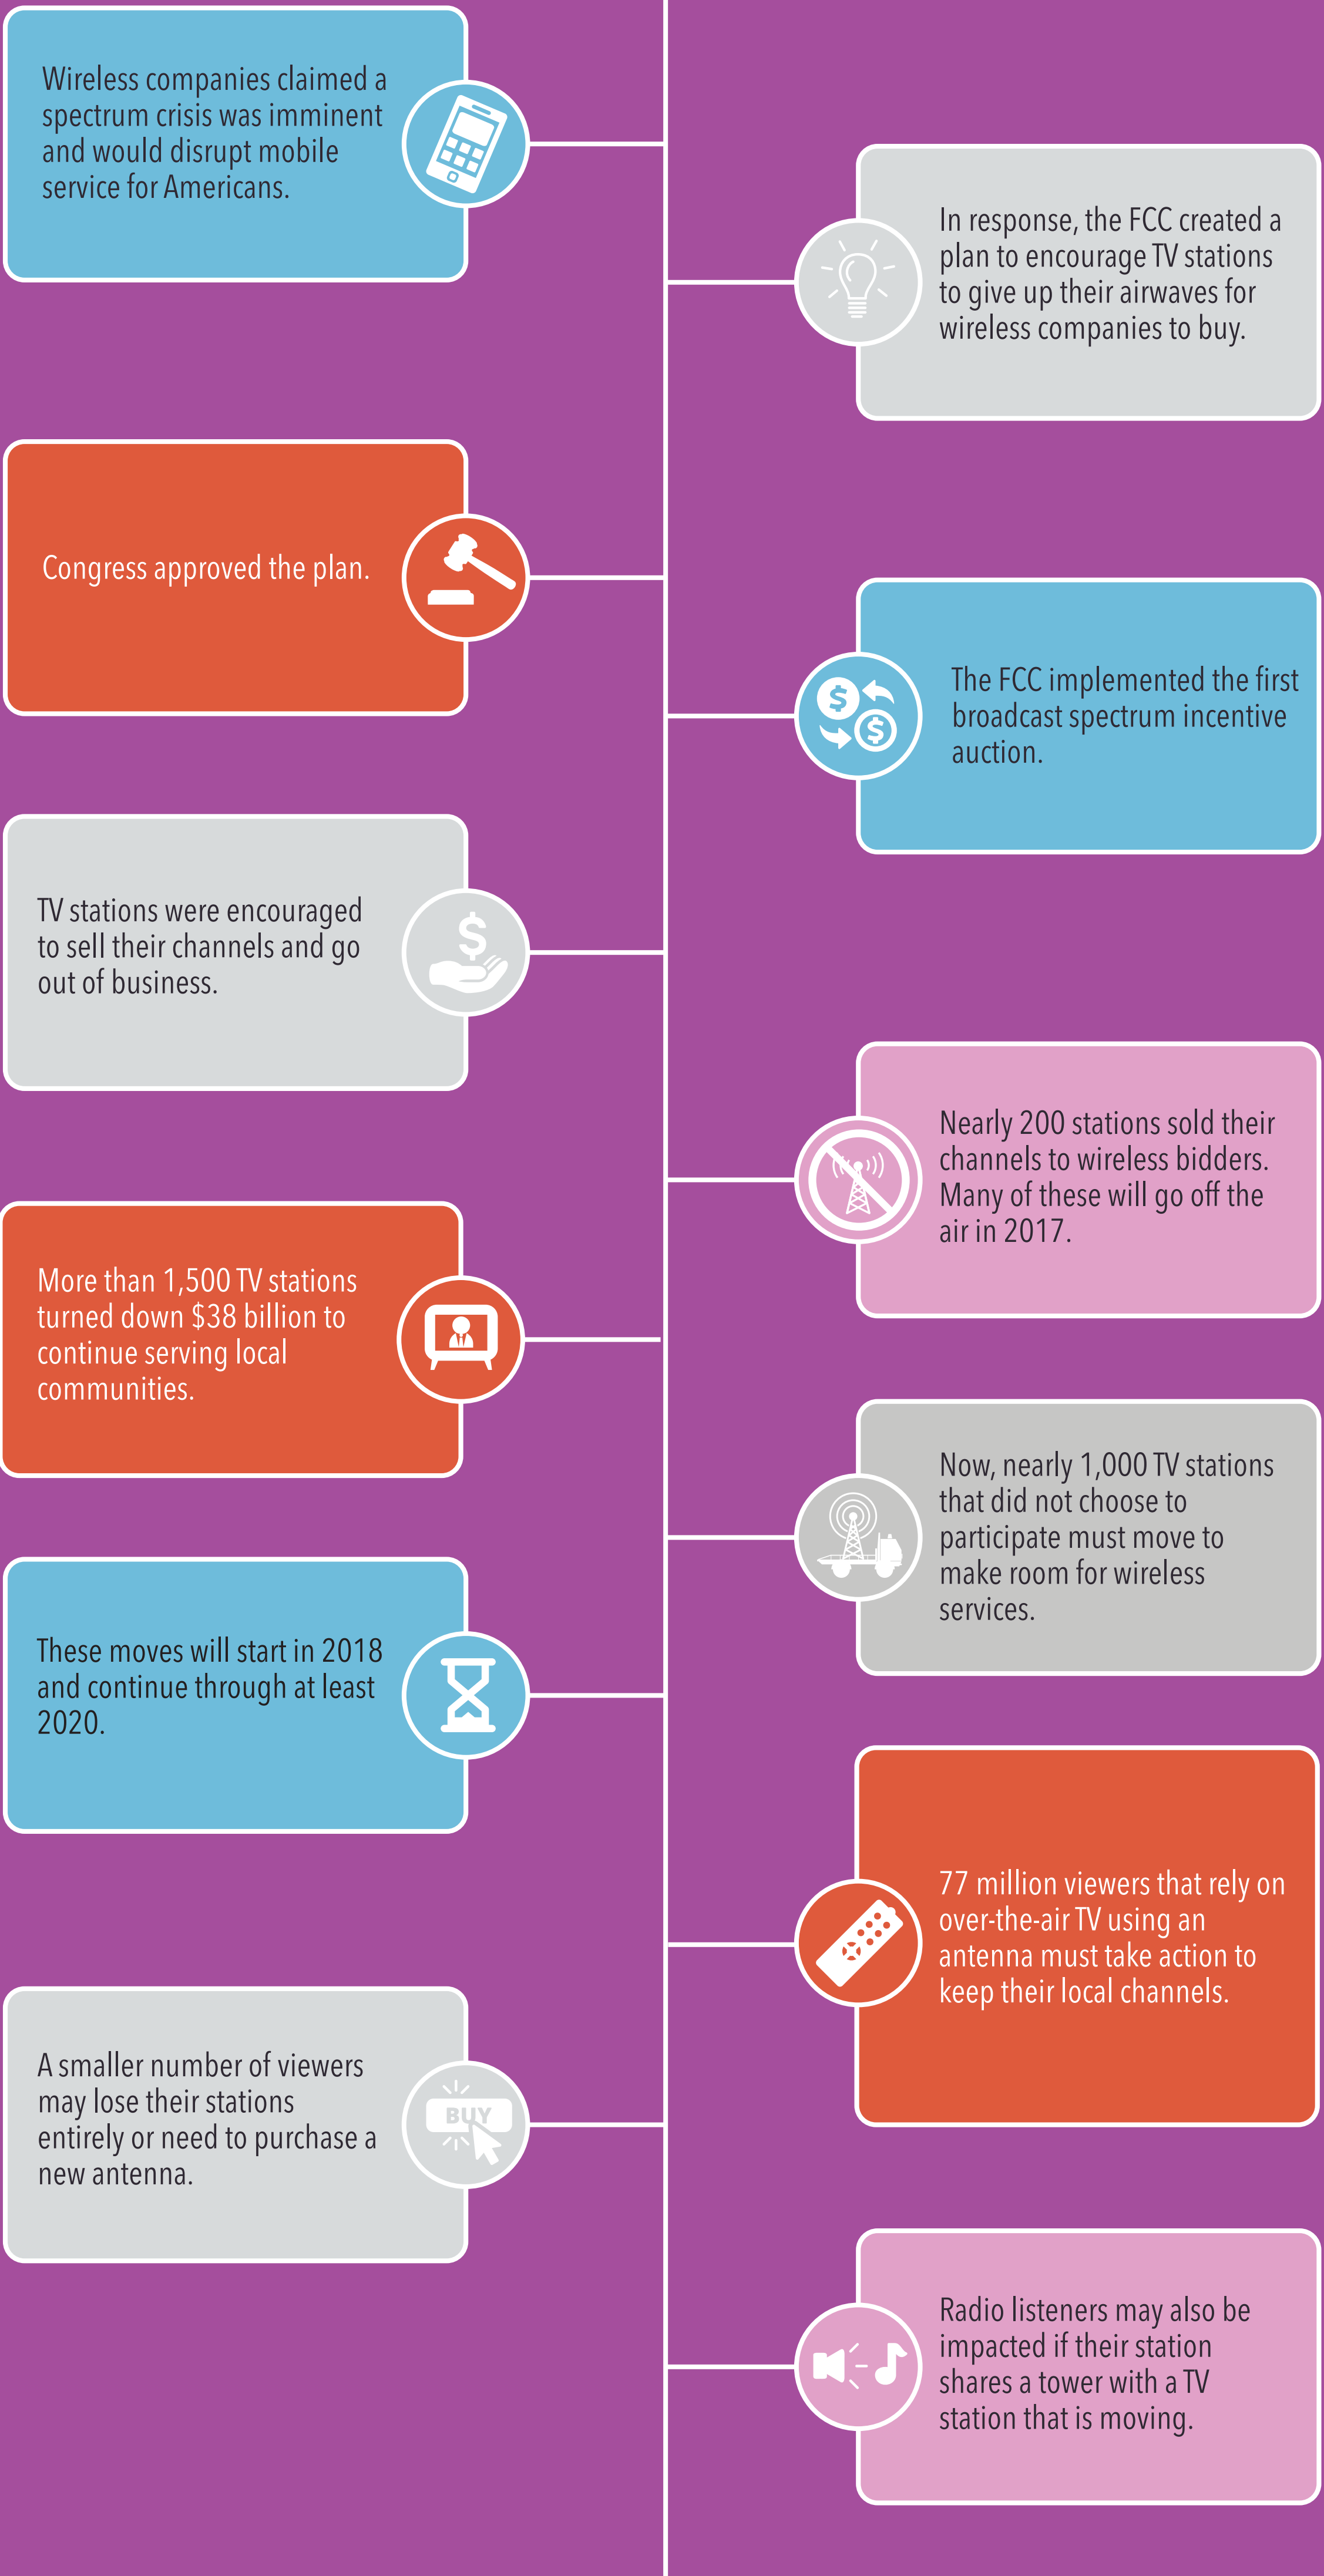 Wireless companies claimed a
spectrum crisis was imminent
and would disrupt mobile
service for Americans.
In response, the FCC created a
plan to encourage TV stations
to give up their airwaves for
wireless companies to buy.
Congress approved the plan.
The FCC implemented the first
broadcast spectrum incentive
auction.
TV stations were encouraged
to sell their channels and go
out of business.
Nearly 200 stations sold their
channels to wireless bidders.
Many of these will go off the
air in 2017.
More than 1,500 TV stations
turned down $38 billion to
continue serving local
communities.
Now, nearly 1,000 TV stations
that did not choose to
participate must move to
make room for wireless
services.
These moves will start in 2018
and continue through at least
2020.
77 million viewers that rely on
over-the-air TV using an
antenna must take action to
keep their local channels.
A smaller number of viewers
may lose their stations
entirely or need to purchase a
new antenna.
BUY
Radio listeners may also be
impacted if their station
shares a tower with a TV
station that is moving.